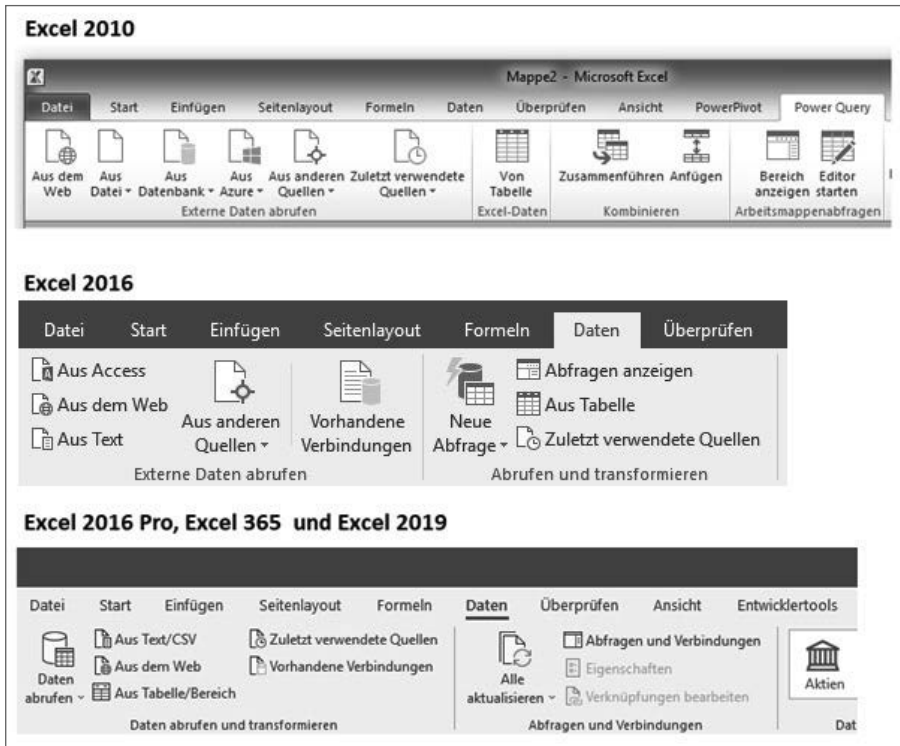 Excel 2010
Mappe2 - Microsoft Excel
Datei Start Einfügen Seitenlayout Formeln Daten Überprüfen Ansicht PowerPivot Power Query
Aus dem Aus Aus Aus Aus anderen Zuletzt verwendete Von Zusammenführen Anfügen Bereich Editor
Web Datei Datenbank Azure Quellen Quellen Tabelle anzeigen starten
Externe Daten abrufen Excel-Daten Kombinieren Arbeitsmappenabfragen
Excel 2016
Datei Start Einfügen Seitenlayout Formeln Daten Überprüfen
Aus Access Abfragen anzeigen
Aus dem Web Aus anderen Vorhandene Neue Aus Tabelle
Aus Text Quellen Verbindungen Abfrage Zuletzt verwendete Quellen
Externe Daten abrufen Abrufen und transformieren
Excel 2016 Pro, Excel 365 und Excel 2019
Datei Start Einfügen Seitenlayout Formeln Daten Überprüfen Ansicht Entwicklertools
Aus Text/CSV Zuletzt verwendete Quellen Abfragen und Verbindungen
Daten Aus dem Web Vorhandene Verbindungen Alle Eigenschaften Aktien
abrufen Aus Tabelle/Bereich aktualisieren Verknüpfungen bearbeiten
Daten abrufen und transformieren Abfragen und Verbindungen Dat